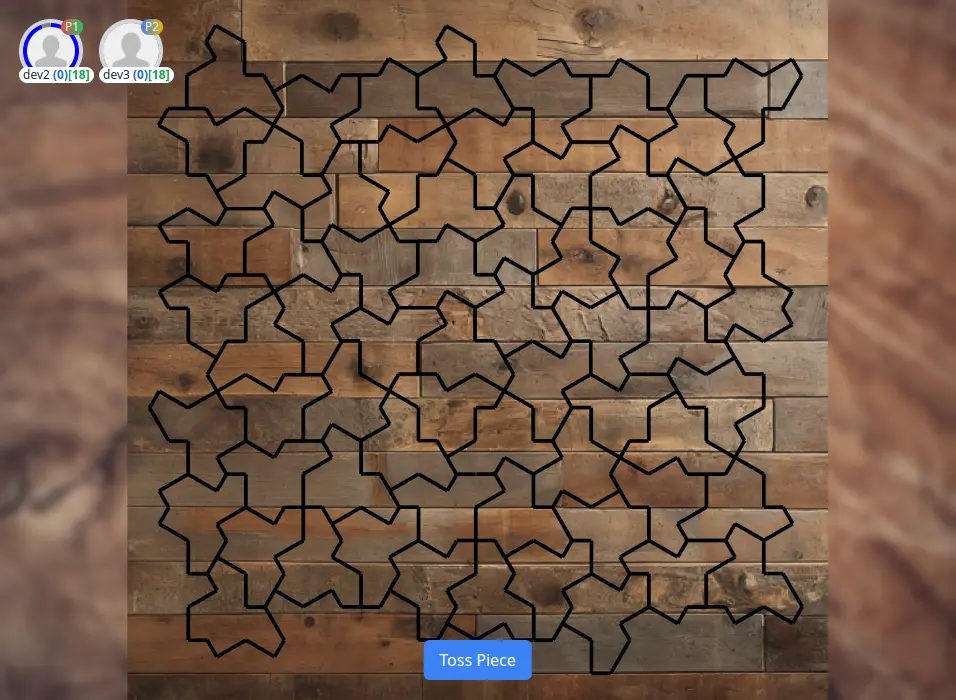 P1
P2
dev2 (0)[18]
dev3 (0)[18]
Toss Piece